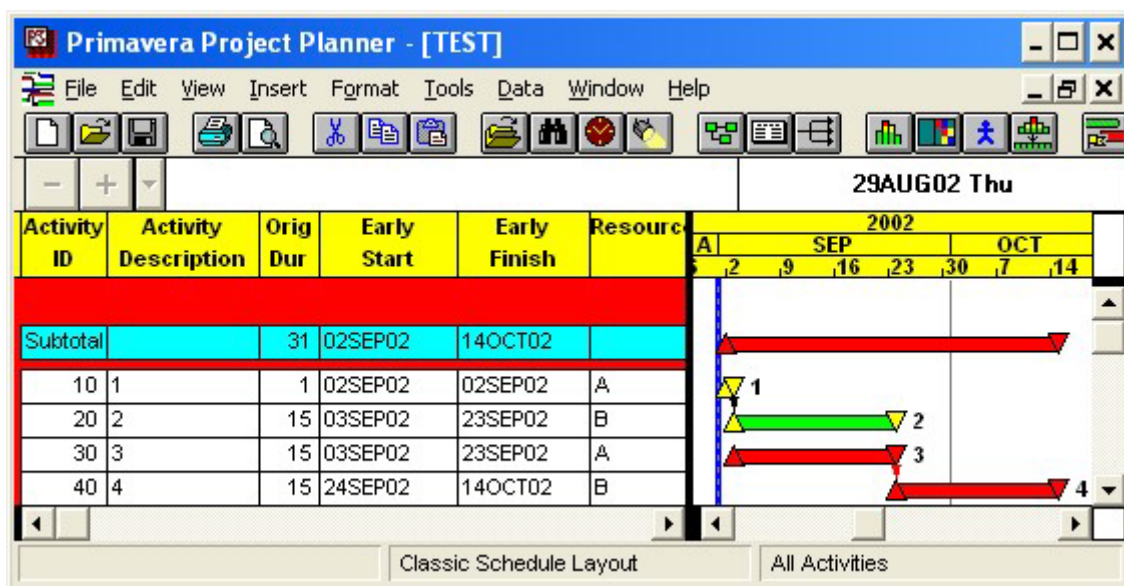 Primavera Project Planner - [TEST]
File Edit View Insert Format Tools Data Window Help
29AUG02 Thu
Activity ID Activity Description Orig Dur Early Start Early Finish Resourc
2002
A SEP OCT
2 9 16 23 30 7 14
Subtotal 31 02SEP02 14OCT02
10 1 1 02SEP02 02SEP02 A 1
20 2 15 03SEP02 23SEP02 B 2
30 3 15 03SEP02 23SEP02 A 3
40 4 15 24SEP02 14OCT02 B 4
Classic Schedule Layout All Activities